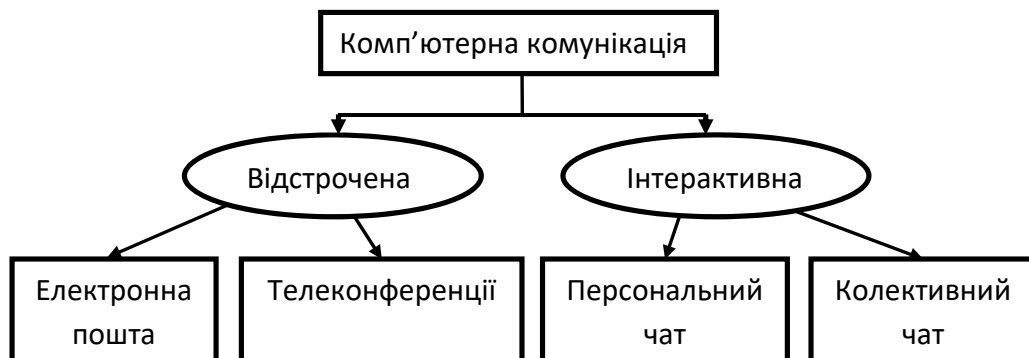 Комп’ютерна комунікація
Відстрочена
Інтерактивна
Електронна
пошта
Телеконференції
Персональний
чат
Колективний
чат